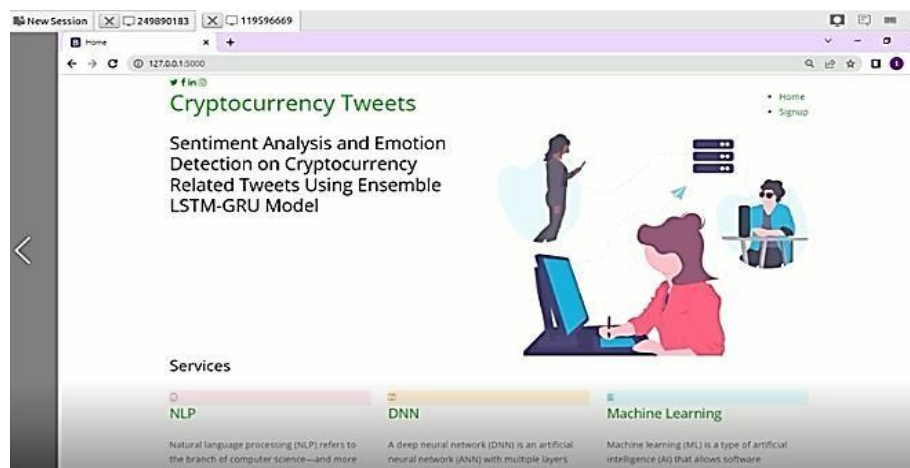 New Session 249890183 119596669
Home
127.0.0.1:5000
Cryptocurrency Tweets
Home
Signup
Sentiment Analysis and Emotion
Detection on Cryptocurrency
Related Tweets Using Ensemble
LSTM-GRU Model
Services
NLP
Natural language processing (NLP) refers to
the branch of computer science—and more
DNN
A deep neural network (DNN) is an artificial
neural network (ANN) with multiple layers
Machine Learning
Machine learning (ML) is a type of artificial
intelligence (AI) that allows software